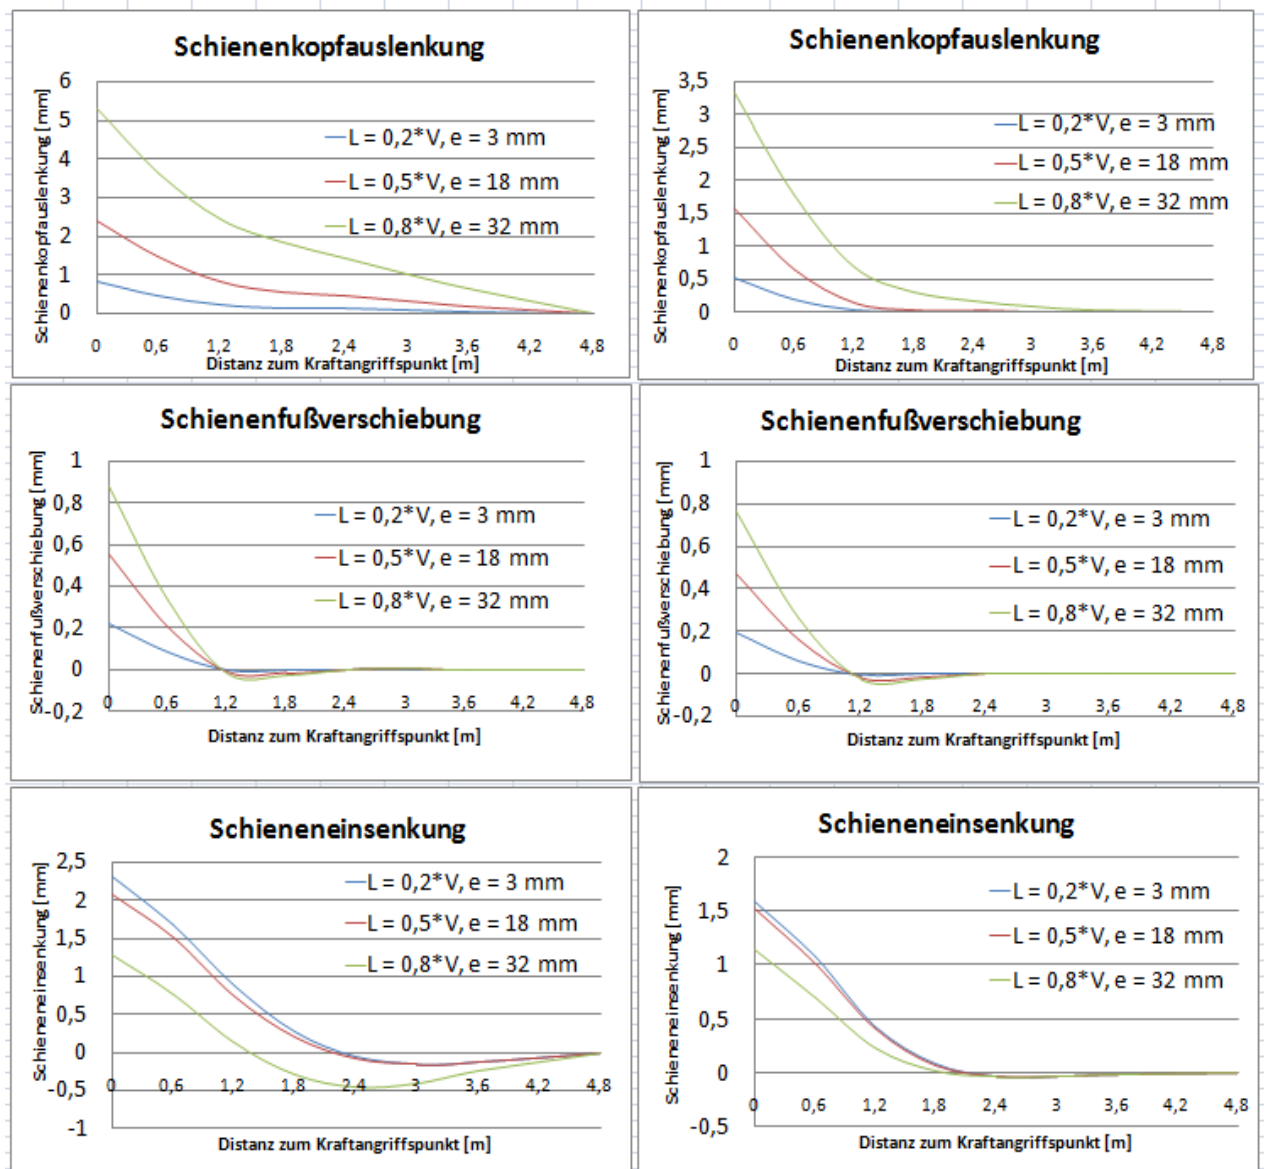 Schienenkopfauslenkung
Schienenkopfauslenkung [mm]
6
5
4
3
2
1
0
L = 0,2*V, e = 3 mm
L = 0,5*V, e = 18 mm
L = 0,8*V, e = 32 mm
0 0,6 1,2 1,8 2,4 3 3,6 4,2 4,8
Distanz zum Kraftangriffspunkt [m]
Schienenkopfauslenkung
Schienenkopfauslenkung [mm]
3,5
3
2,5
2
1,5
1
0,5
0
L = 0,2*V, e = 3 mm
L = 0,5*V, e = 18 mm
L = 0,8*V, e = 32 mm
0 0,6 1,2 1,8 2,4 3 3,6 4,2 4,8
Distanz zum Kraftangriffspunkt [m]
Schienenfußverschiebung
Schienenfußverschiebung [mm]
1
0,8
0,6
0,4
0,2
0
-0,2
L = 0,2*V, e = 3 mm
L = 0,5*V, e = 18 mm
L = 0,8*V, e = 32 mm
0 0,6 1,2 1,8 2,4 3 3,6 4,2 4,8
Distanz zum Kraftangriffspunkt [m]
Schienenfußverschiebung
Schienenfußverschiebung [mm]
1
0,8
0,6
0,4
0,2
0
-0,2
L = 0,2*V, e = 3 mm
L = 0,5*V, e = 18 mm
L = 0,8*V, e = 32 mm
0 0,6 1,2 1,8 2,4 3 3,6 4,2 4,8
Distanz zum Kraftangriffspunkt [m]
Schieneneinsenkung
Schieneneinsenkung [mm]
2,5
2
1,5
1
0,5
0
-0,5
-1
L = 0,2*V, e = 3 mm
L = 0,5*V, e = 18 mm
L = 0,8*V, e = 32 mm
0 0,6 1,2 1,8 2,4 3 3,6 4,2 4,8
Distanz zum Kraftangriffspunkt [m]
Schieneneinsenkung
Schieneneinsenkung [mm]
2
1,5
1
0,5
0
-0,5
L = 0,2*V, e = 3 mm
L = 0,5*V, e = 18 mm
L = 0,8*V, e = 32 mm
0 0,6 1,2 1,8 2,4 3 3,6 4,2 4,8
Distanz zum Kraftangriffspunkt [m]